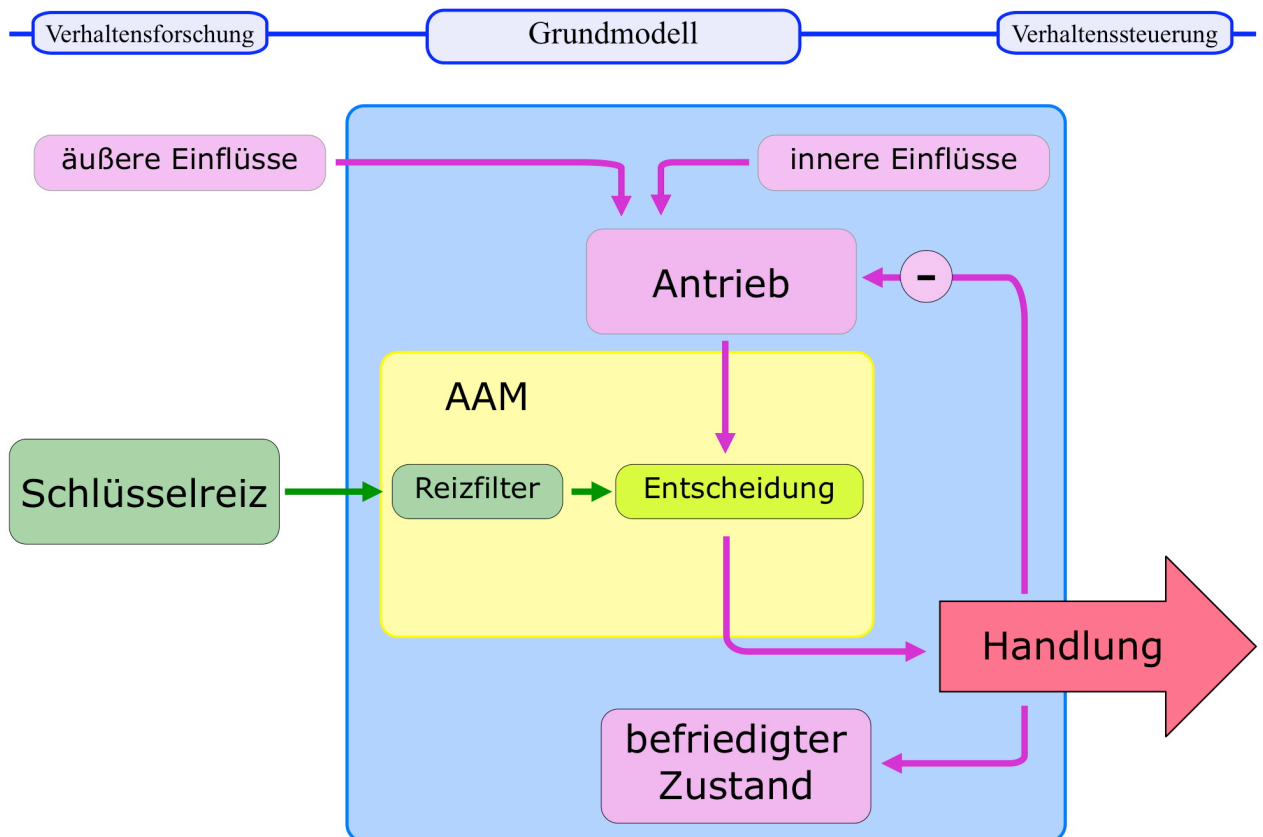 Verhaltensforschung
Grundmodell
Verhaltenssteuerung
äußere Einflüsse
innere Einflüsse
Antrieb
-
AAM
Schlüsselreiz
Reizfilter
Entscheidung
Handlung
befriedigter
Zustand